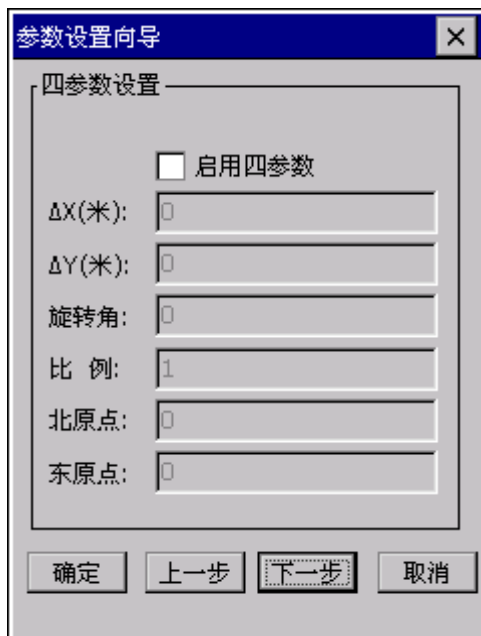 参数设置向导
四参数设置
启用四参数
ΔX(米): 0
ΔY(米): 0
旋转角: 0
比 例: 1
北原点: 0
东原点: 0
确定 上一步 下一步 取消